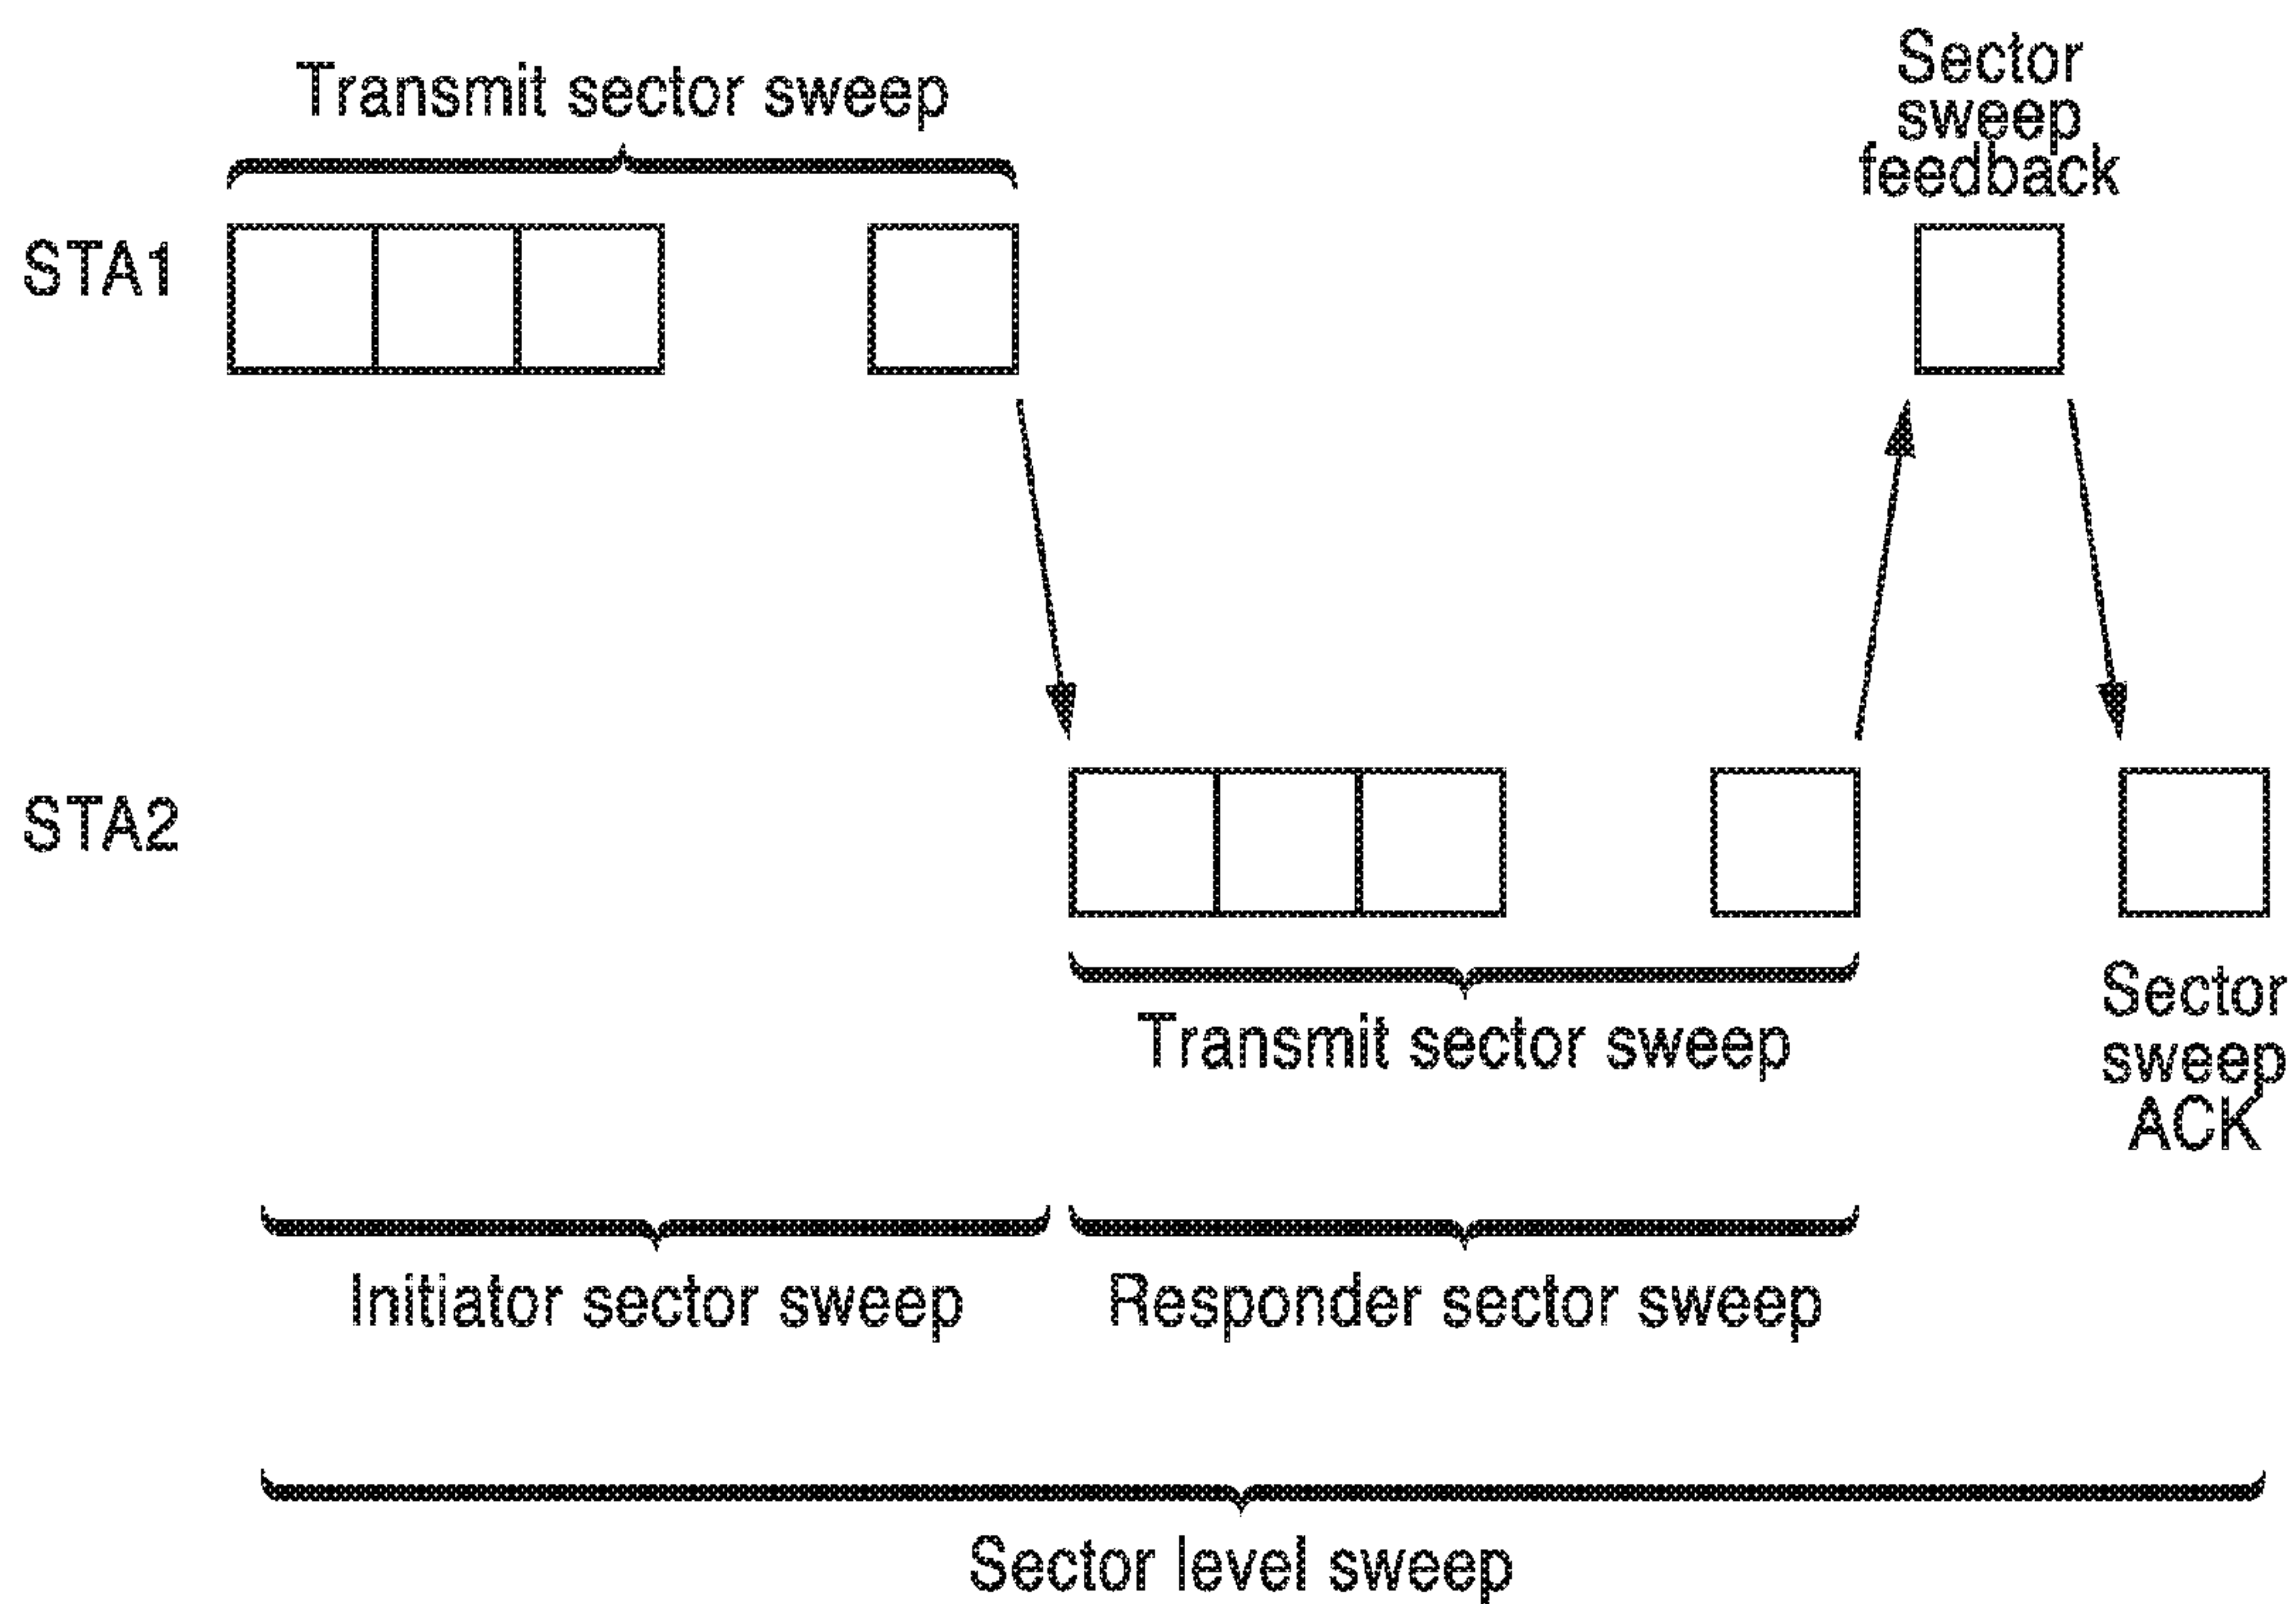 Transmit sector sweep
Sector
sweep
feedback
STA1
STA2
Transmit sector sweep
Sector
sweep
ACK
Initiator sector sweep
Responder sector sweep
Sector level sweep